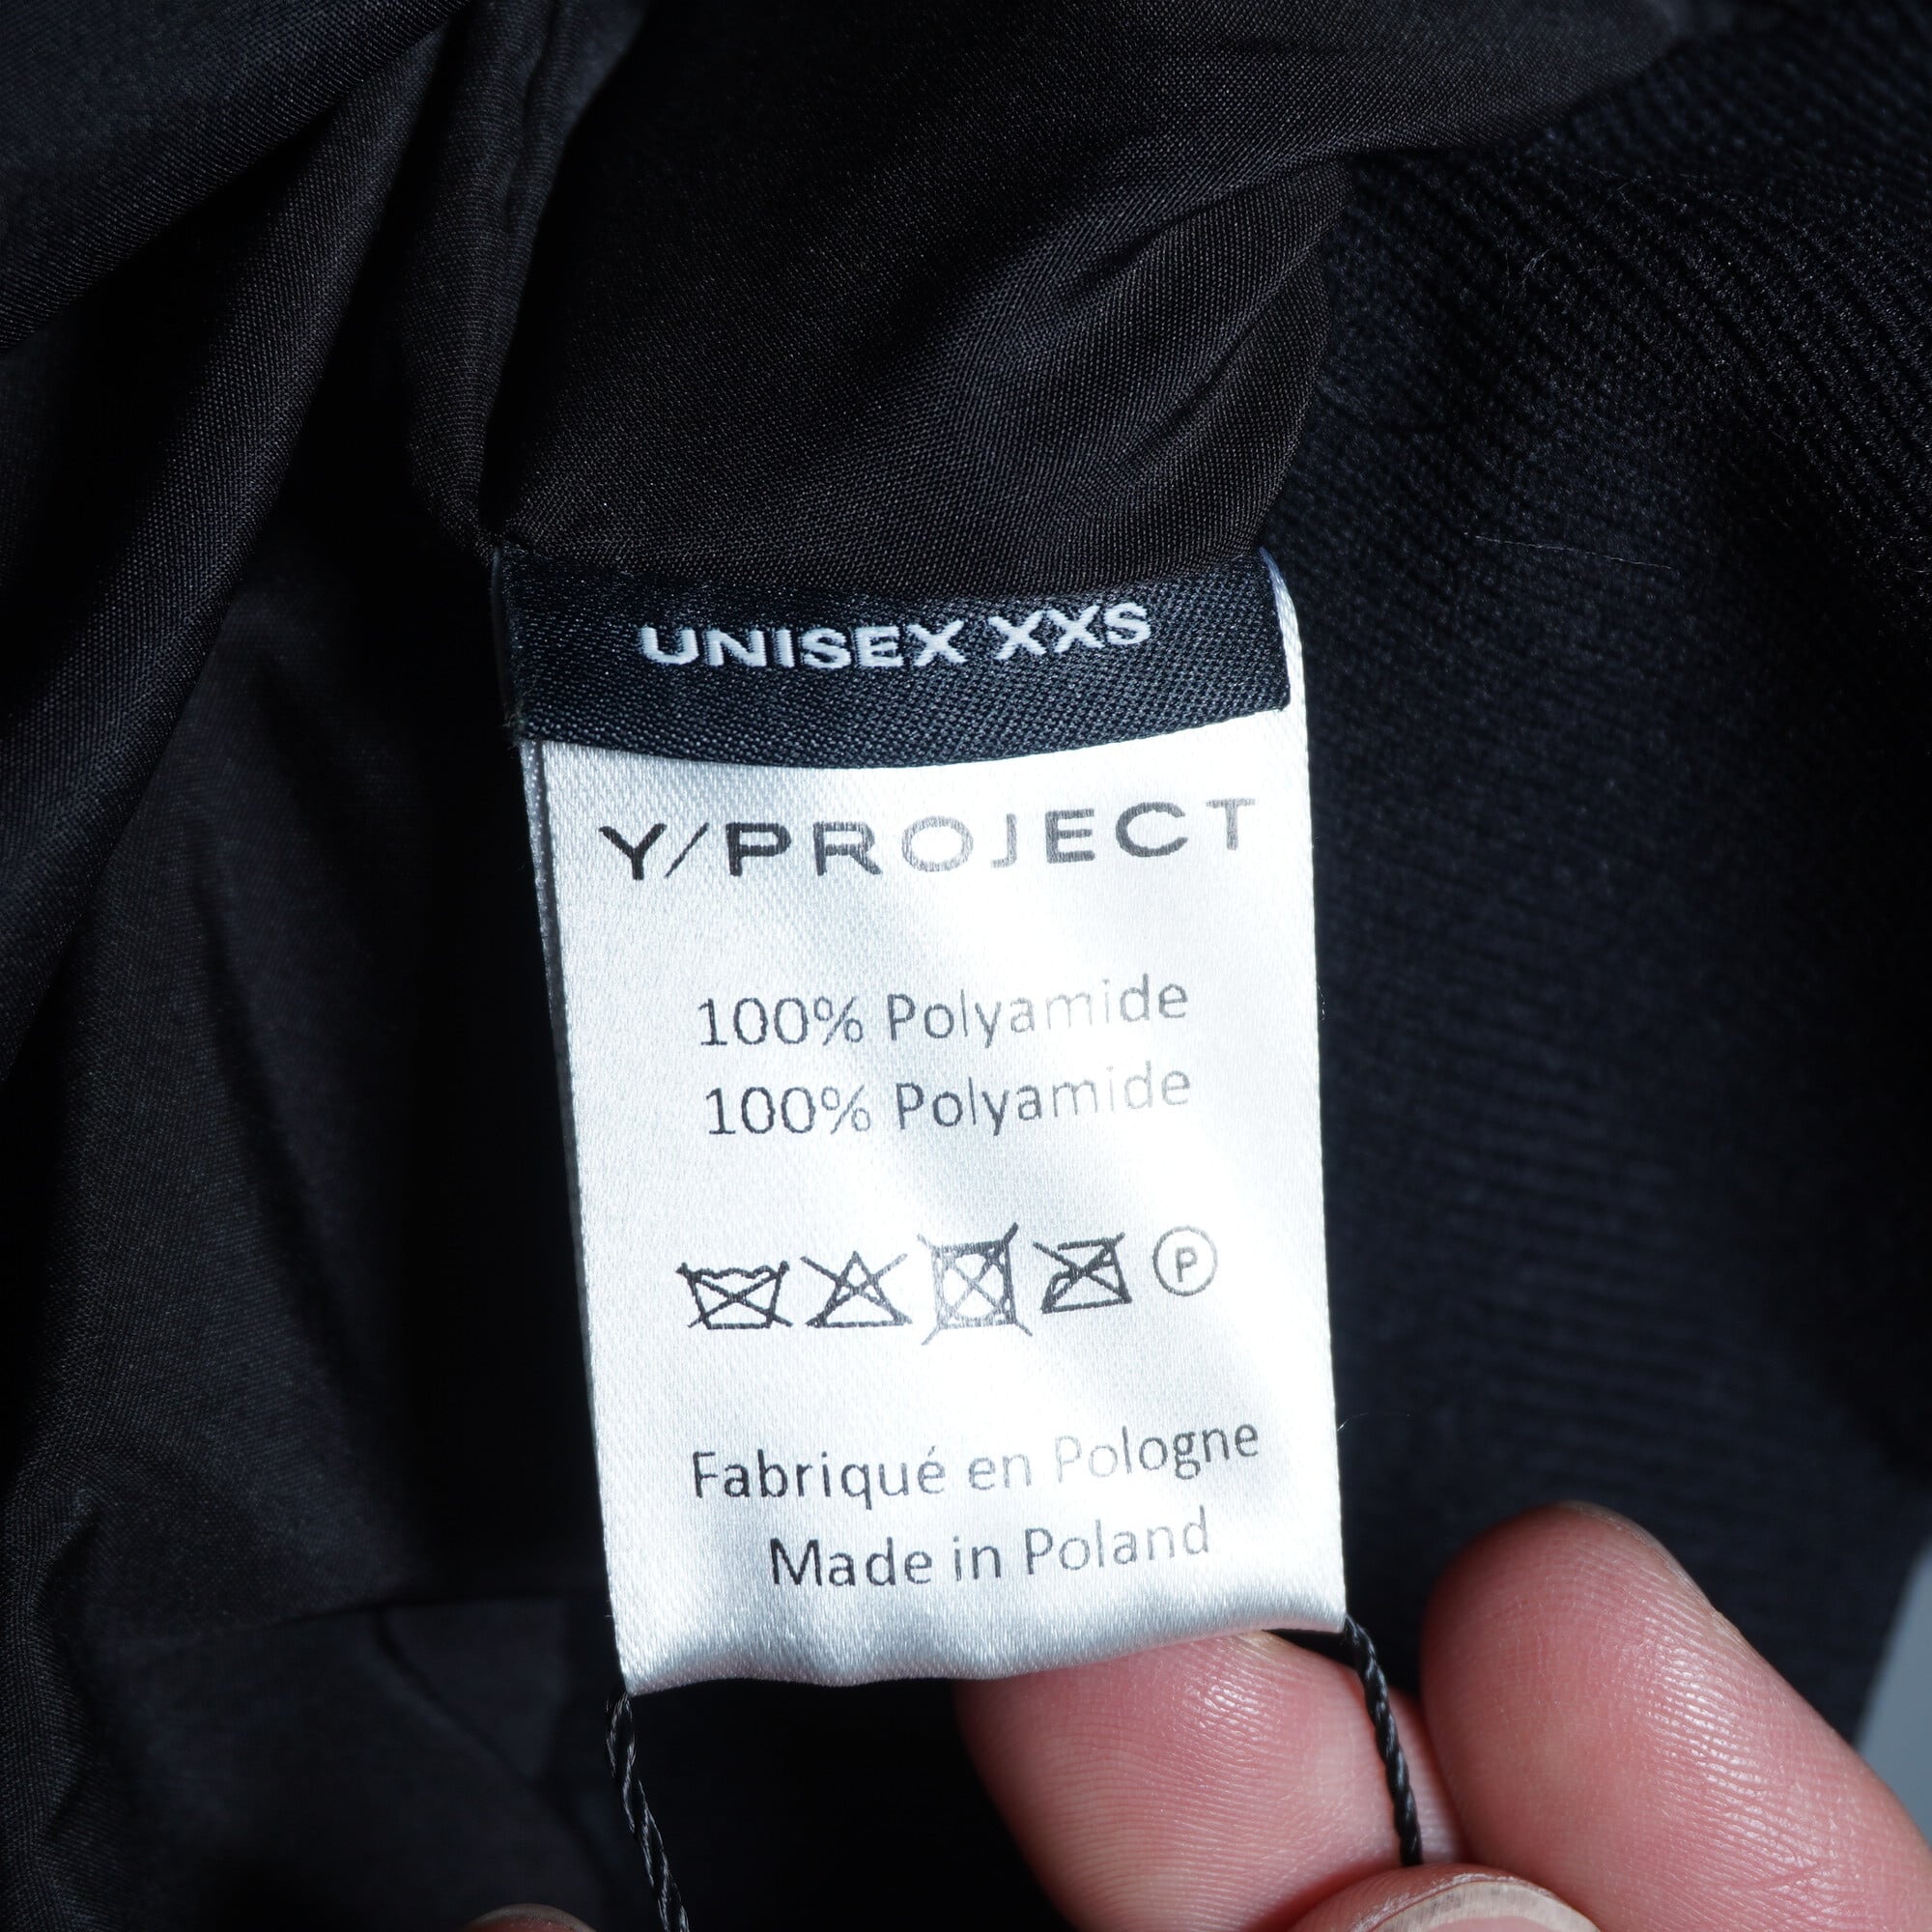 UNISEX XXS
Y/PROJECT
100% Polyamide
100% Polyamide
P
Fabriqué en Pologne
Made in Poland